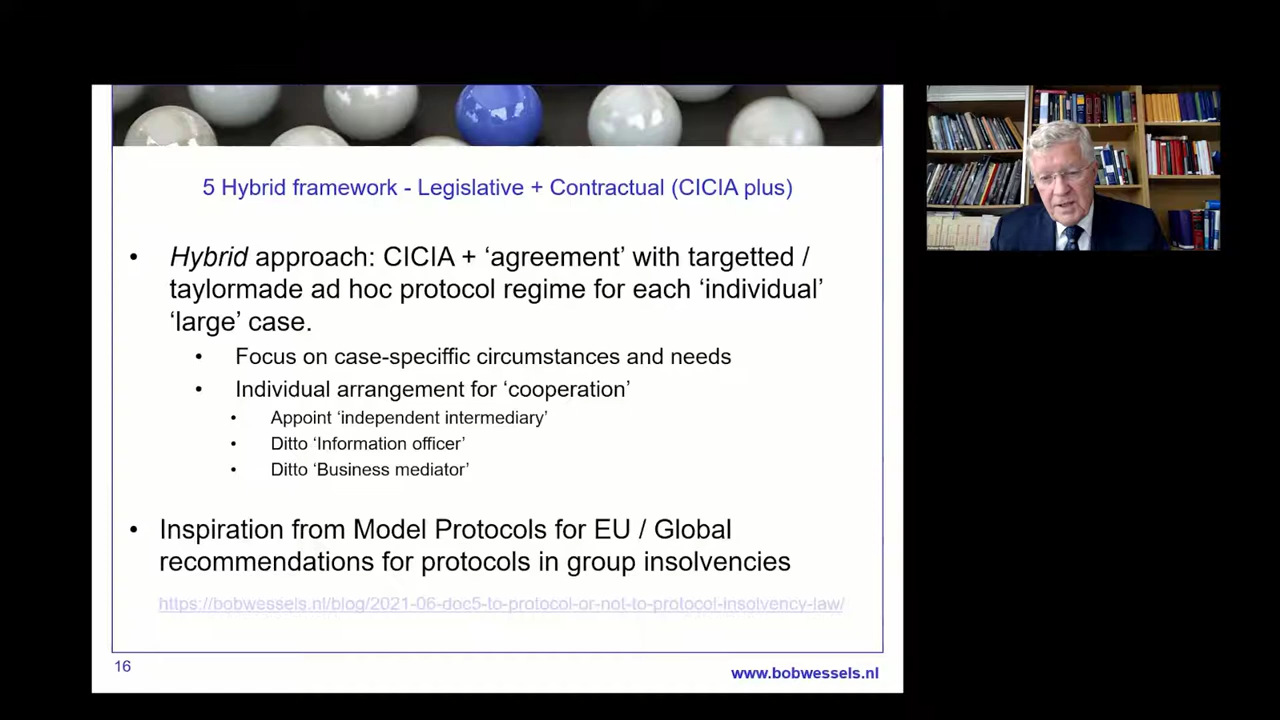 5 Hybrid framework - Legislative + Contractual (CICIA plus)
• Hybrid approach: CICIA + ‘agreement’ with targetted /
taylormade ad hoc protocol regime for each ‘individual’
‘large’ case.
• Focus on case-speciffic circumstances and needs
• Individual arrangement for ‘cooperation’
• Appoint ‘independent intermediary’
• Ditto ‘Information officer’
• Ditto ‘Business mediator’
• Inspiration from Model Protocols for EU / Global
recommendations for protocols in group insolvencies
https://bobwessels.nl/blog/2021-06-doc5-to-protocol-or-not-to-protocol-insolvency-law/
16
www.bobwessels.nl